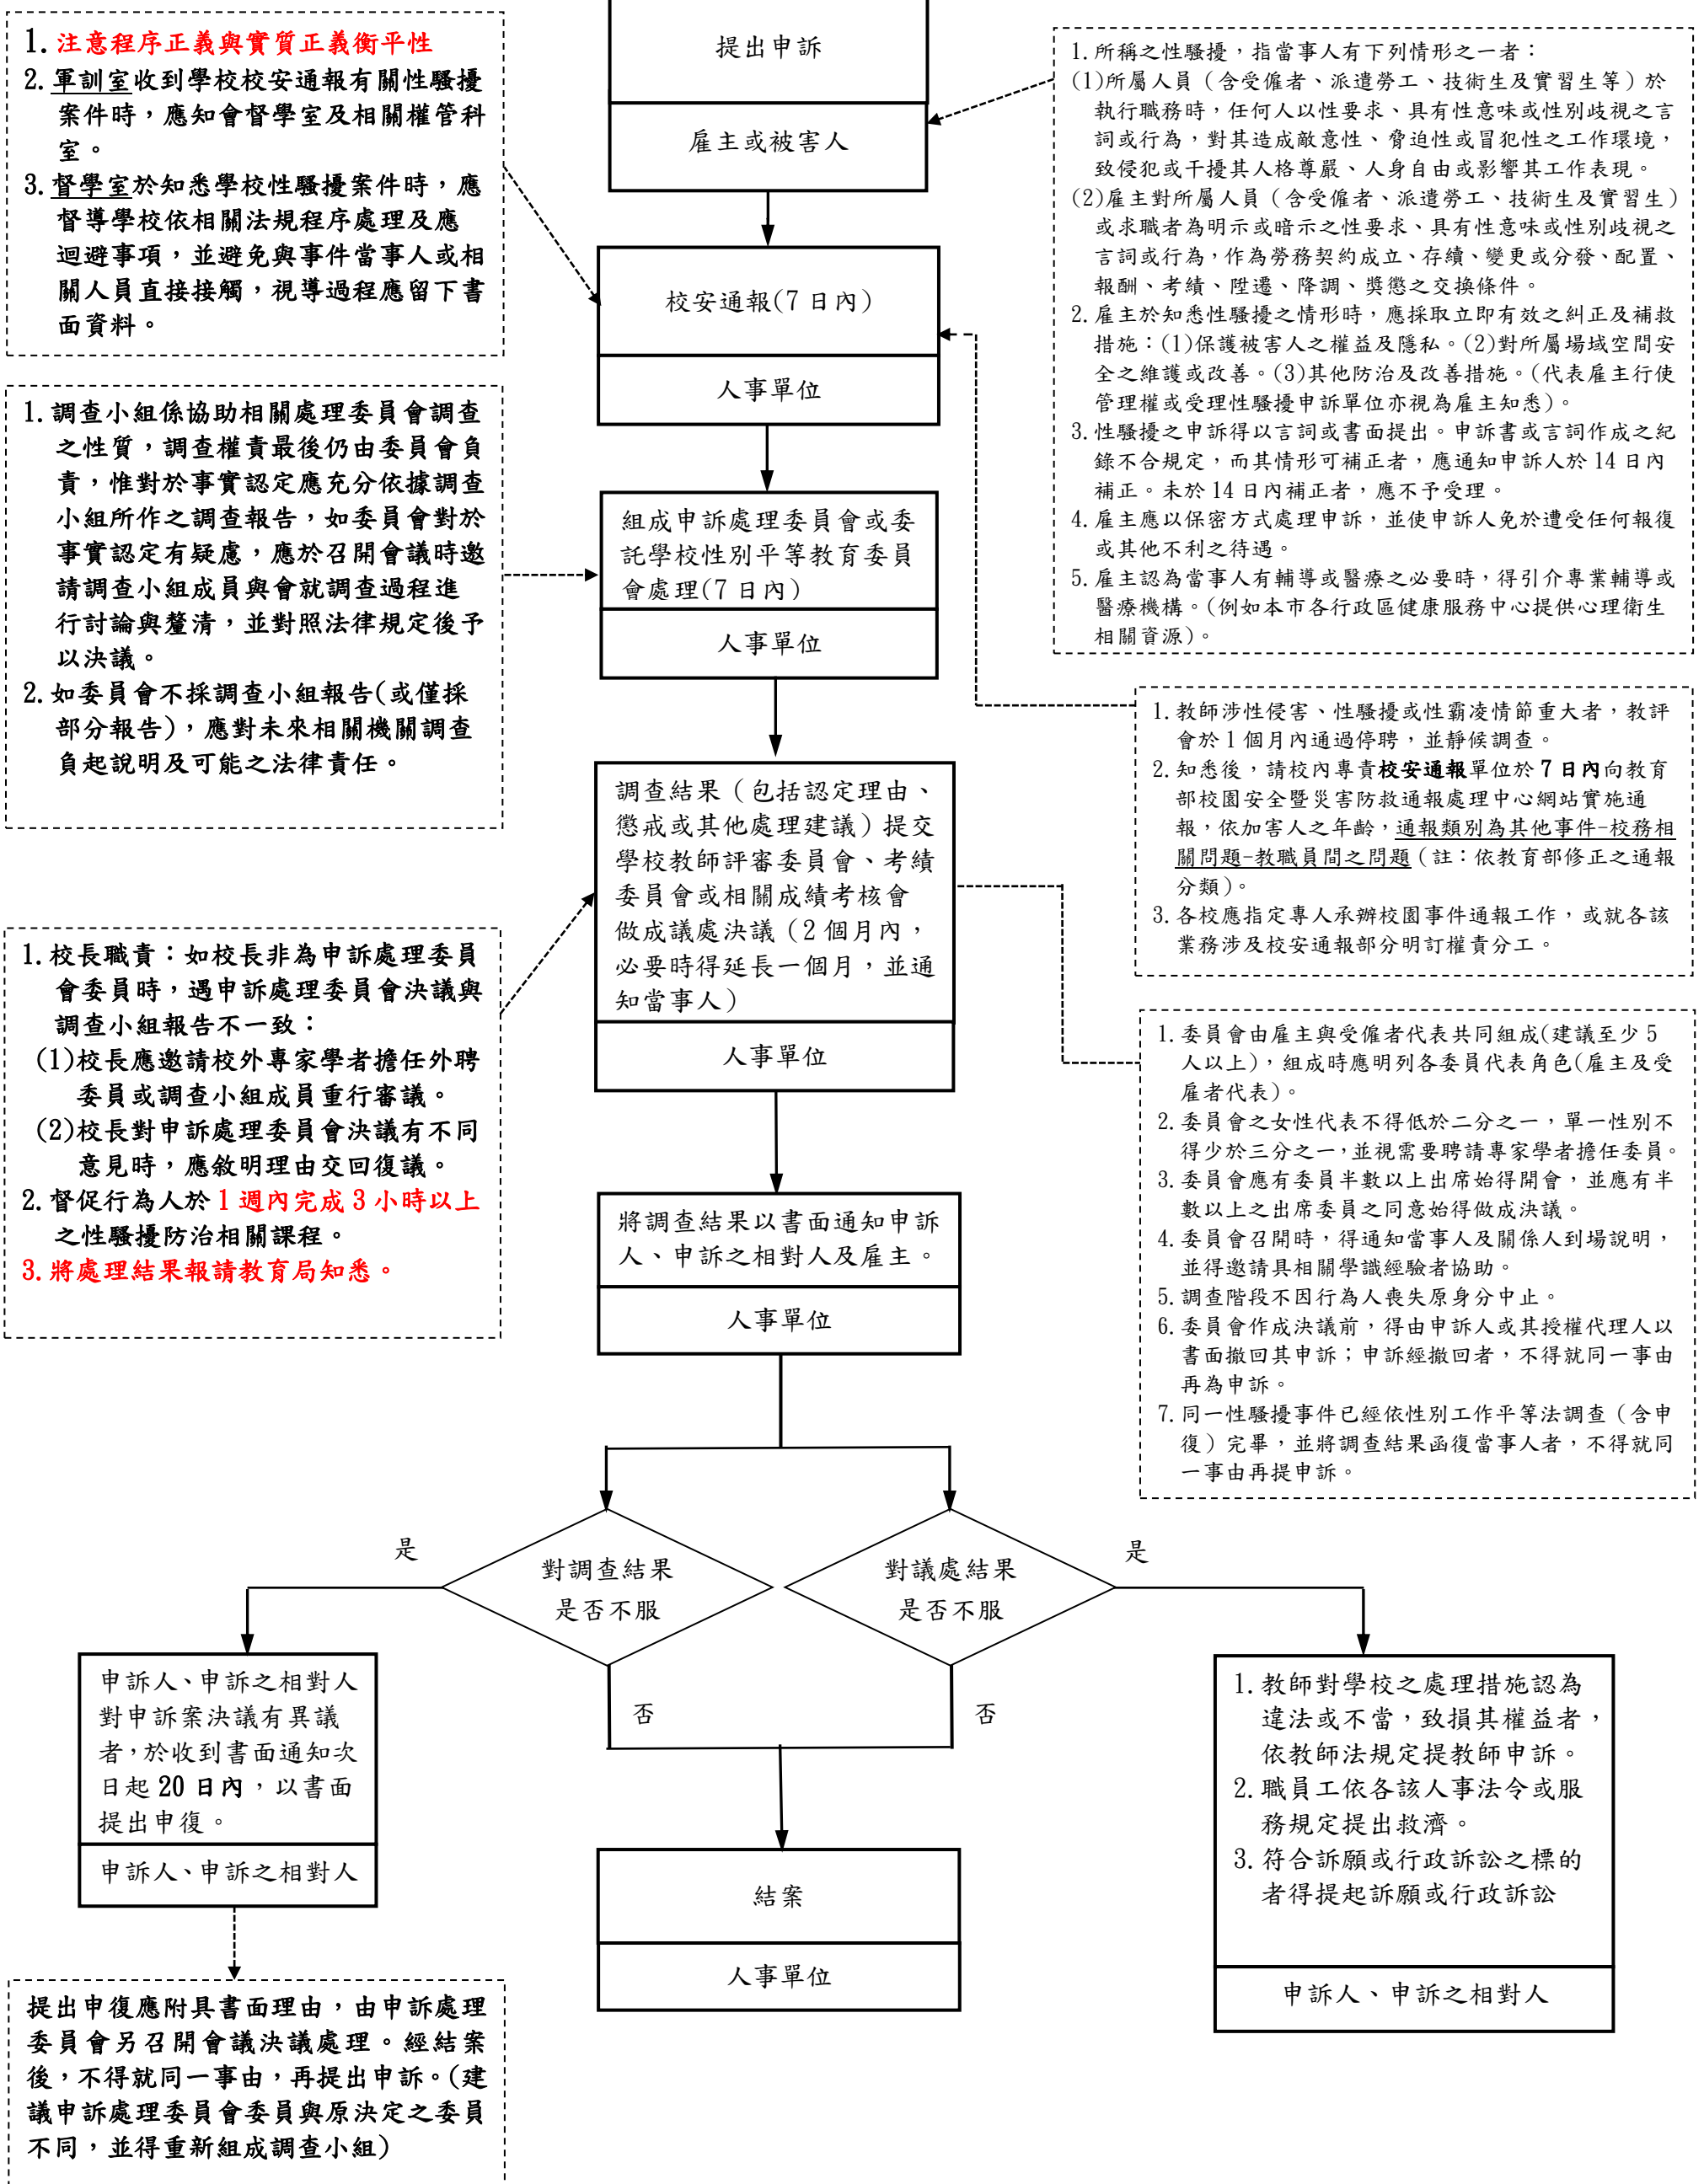 提出申訴
雇主或被害人
1. 注意程序正義與實質正義衡平性
2. 軍訓室收到學校校安通報有關性騷擾
案件時，應知會督學室及相關權管科
室。
3. 督學室於知悉學校性騷擾案件時，應
督導學校依相關法規程序處理及應
迴避事項，並避免與事件當事人或相
關人員直接接觸，視導過程應留下書
面資料。
1. 所稱之性騷擾，指當事人有下列情形之一者：
(1)所屬人員（含受僱者、派遣勞工、技術生及實習生等）於
執行職務時，任何人以性要求、具有性意味或性別歧視之言
詞或行為，對其造成敵意性、脅迫性或冒犯性之工作環境，
致侵犯或干擾其人格尊嚴、人身自由或影響其工作表現。
(2)雇主對所屬人員（含受僱者、派遣勞工、技術生及實習生）
或求職者為明示或暗示之性要求、具有性意味或性別歧視之
言詞或行為，作為勞務契約成立、存續、變更或分發、配置、
報酬、考績、陞遷、降調、獎懲之交換條件。
2. 雇主於知悉性騷擾之情形時，應採取立即有效之糾正及補救
措施：(1)保護被害人之權益及隱私。(2)對所屬場域空間安
全之維護或改善。(3)其他防治及改善措施。(代表雇主行使
管理權或受理性騷擾申訴單位亦視為雇主知悉)。
3. 性騷擾之申訴得以言詞或書面提出。申訴書或言詞作成之紀
錄不合規定，而其情形可補正者，應通知申訴人於 14 日內
補正。未於 14 日內補正者，應不予受理。
4. 雇主應以保密方式處理申訴，並使申訴人免於遭受任何報復
或其他不利之待遇。
5. 雇主認為當事人有輔導或醫療之必要時，得引介專業輔導或
醫療機構。(例如本市各行政區健康服務中心提供心理衛生
相關資源)。
校安通報(7 日內)
人事單位
1. 調查小組係協助相關處理委員會調查
之性質，調查權責最後仍由委員會負
責，惟對於事實認定應充分依據調查
小組所作之調查報告，如委員會對於
事實認定有疑慮，應於召開會議時邀
請調查小組成員與會就調查過程進
行討論與釐清，並對照法律規定後予
以決議。
2. 如委員會不採調查小組報告(或僅採
部分報告)，應對未來相關機關調查
負起說明及可能之法律責任。
組成申訴處理委員會或委
託學校性別平等教育委員
會處理(7 日內)
人事單位
1. 教師涉性侵害、性騷擾或性霸凌情節重大者，教評
會於 1 個月內通過停聘，並靜候調查。
2. 知悉後，請校內專責校安通報單位於 7 日內向教育
部校園安全暨災害防救通報處理中心網站實施通
報，依加害人之年齡，通報類別為其他事件-校務相
關問題-教職員間之問題（註：依教育部修正之通報
分類）。
3. 各校應指定專人承辦校園事件通報工作，或就各該
業務涉及校安通報部分明訂權責分工。
調查結果（包括認定理由、
懲戒或其他處理建議）提交
學校教師評審委員會、考績
委員會或相關成績考核會
做成議處決議（2 個月內，
必要時得延長一個月，並通
知當事人）
人事單位
1. 校長職責：如校長非為申訴處理委員
會委員時，遇申訴處理委員會決議與
調查小組報告不一致：
(1)校長應邀請校外專家學者擔任外聘
委員或調查小組成員重行審議。
(2)校長對申訴處理委員會決議有不同
意見時，應敘明理由交回復議。
2. 督促行為人於 1 週內完成 3 小時以上
之性騷擾防治相關課程。
3. 將處理結果報請教育局知悉。
1. 委員會由雇主與受僱者代表共同組成(建議至少 5
人以上)，組成時應明列各委員代表角色(雇主及受
雇者代表)。
2. 委員會之女性代表不得低於二分之一，單一性別不
得少於三分之一，並視需要聘請專家學者擔任委員。
3. 委員會應有委員半數以上出席始得開會，並應有半
數以上之出席委員之同意始得做成決議。
4. 委員會召開時，得通知當事人及關係人到場說明，
並得邀請具相關學識經驗者協助。
5. 調查階段不因行為人喪失原身分中止。
6. 委員會作成決議前，得由申訴人或其授權代理人以
書面撤回其申訴；申訴經撤回者，不得就同一事由
再為申訴。
7. 同一性騷擾事件已經依性別工作平等法調查（含申
復）完畢，並將調查結果函復當事人者，不得就同
一事由再提申訴。
將調查結果以書面通知申訴
人、申訴之相對人及雇主。
人事單位
是
對調查結果
是否不服
對議處結果
是否不服
是
否
否
申訴人、申訴之相對人
對申訴案決議有異議
者，於收到書面通知次
日起 20 日內，以書面
提出申復。
申訴人、申訴之相對人
結案
人事單位
1. 教師對學校之處理措施認為
違法或不當，致損其權益者，
依教師法規定提教師申訴。
2. 職員工依各該人事法令或服
務規定提出救濟。
3. 符合訴願或行政訴訟之標的
者得提起訴願或行政訴訟
申訴人、申訴之相對人
提出申復應附具書面理由，由申訴處理
委員會另召開會議決議處理。經結案
後，不得就同一事由，再提出申訴。(建
議申訴處理委員會委員與原決定之委員
不同，並得重新組成調查小組)